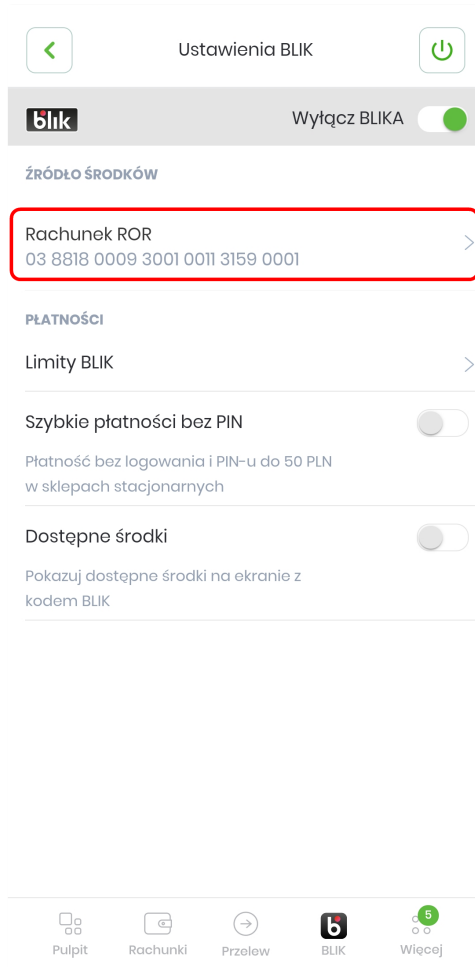 Ustawienia BLIK
blik
Wyłącz BLIKA
ŹRÓDŁO ŚRODKÓW
Rachunek ROR
03 8818 0009 3001 0011 3159 0001
PŁATNOŚCI
Limity BLIK
Szybkie płatności bez PIN
Płatność bez logowania i PIN-u do 50 PLN
w sklepach stacjonarnych
Dostępne środki
Pokazuj dostępne środki na ekranie z
kodem BLIK
5
Pulpit Rachunki Przelew BLIK Więcej